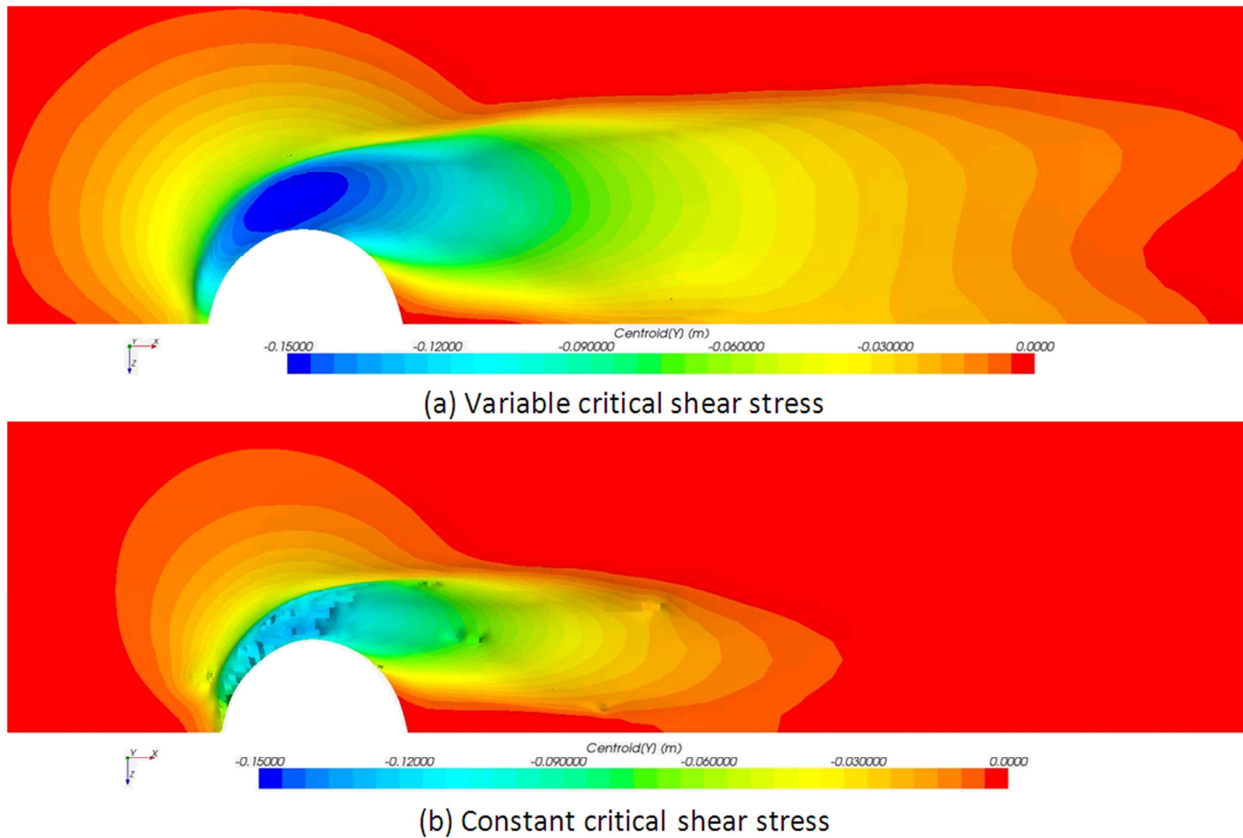 Centroid[Y] (m)
Y X
-0.15000 -0.12000 -0.090000 -0.060000 -0.030000 0.0000
Z
(a) Variable critical shear stress
Centroid[Y] (m)
Y X
-0.15000 -0.12000 -0.090000 -0.060000 -0.030000 0.0000
Z
(b) Constant critical shear stress